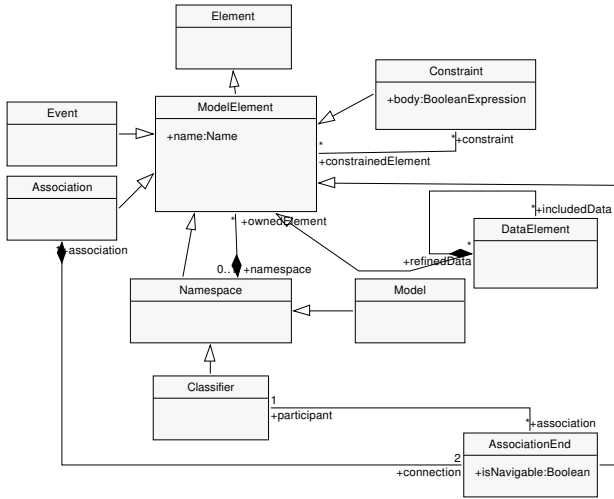 Element
Constraint
+body:BooleanExpression
ModelElement
+name:Name
Event
*
+constraint
*
+constrainedElement
Association
*
+includedData
*
+ownedElement
DataElement
*
+association
*
+refinedData
0..
+namespace
Namespace
Model
Classifier
1
+participant
*
+association
AssociationEnd
2
+connection
+isNavigable:Boolean